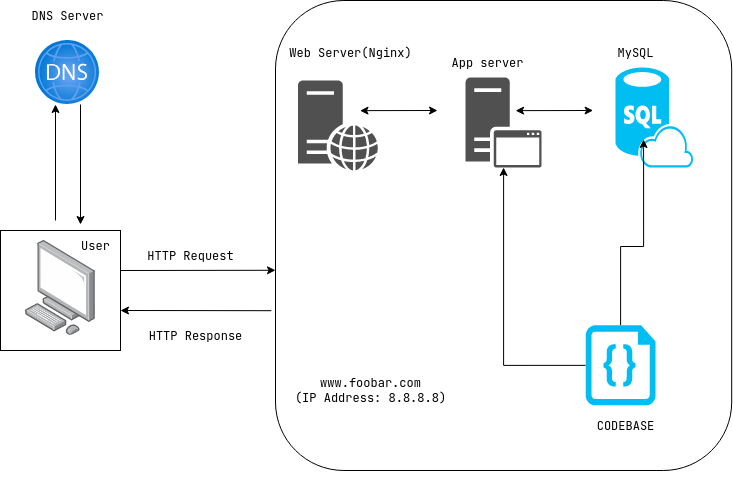 DNS Server
DNS
User
HTTP Request
HTTP Response
Web Server(Nginx)
App server
MySQL
SQL
{}
CODEBASE
www.foobar.com
(IP Address: 8.8.8.8)